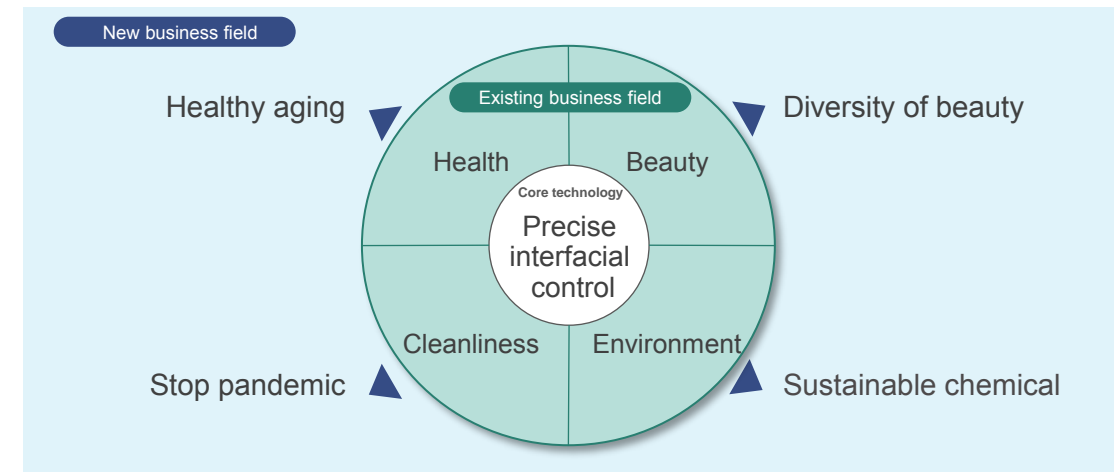 New business field
Existing business field
Healthy aging
Diversity of beauty
Health
Beauty
Core technology
Precise
interfacial
control
Cleanliness
Environment
Stop pandemic
Sustainable chemical